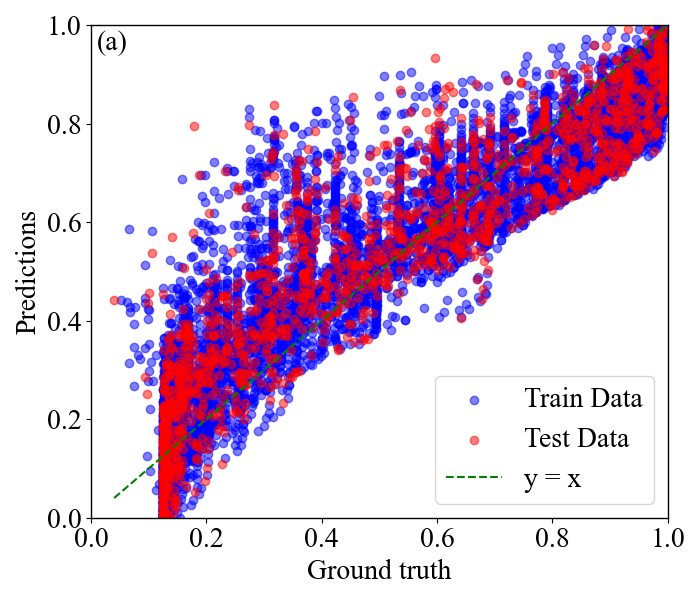 (a)
1.0
0.8
0.6
0.4
0.2
0.0
Predictions
0.0 0.2 0.4 0.6 0.8 1.0
Ground truth
Train Data
Test Data
y = x